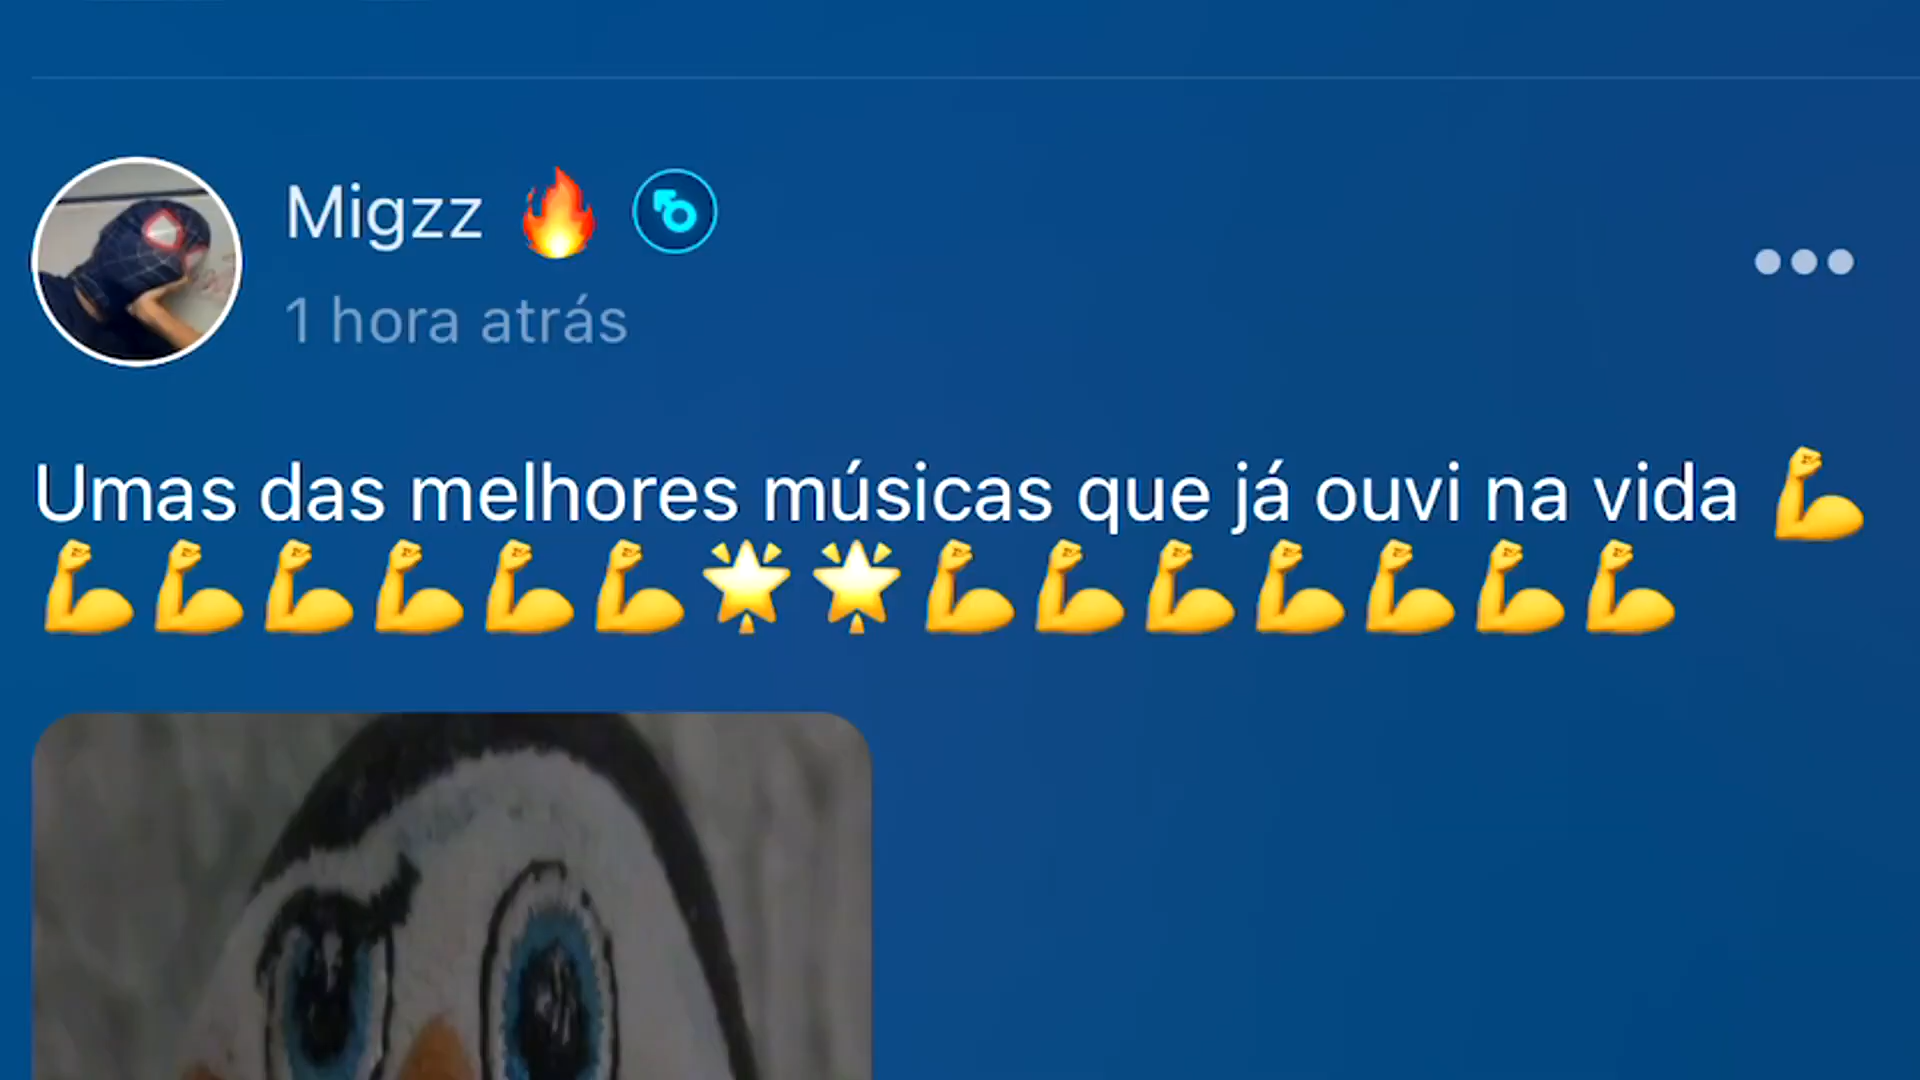 Migzz 🔥
1 hora atrás
Umas das melhores músicas que já ouvi na vida 💪
💪💪💪💪💪💪🌟🌟💪💪💪💪💪💪💪